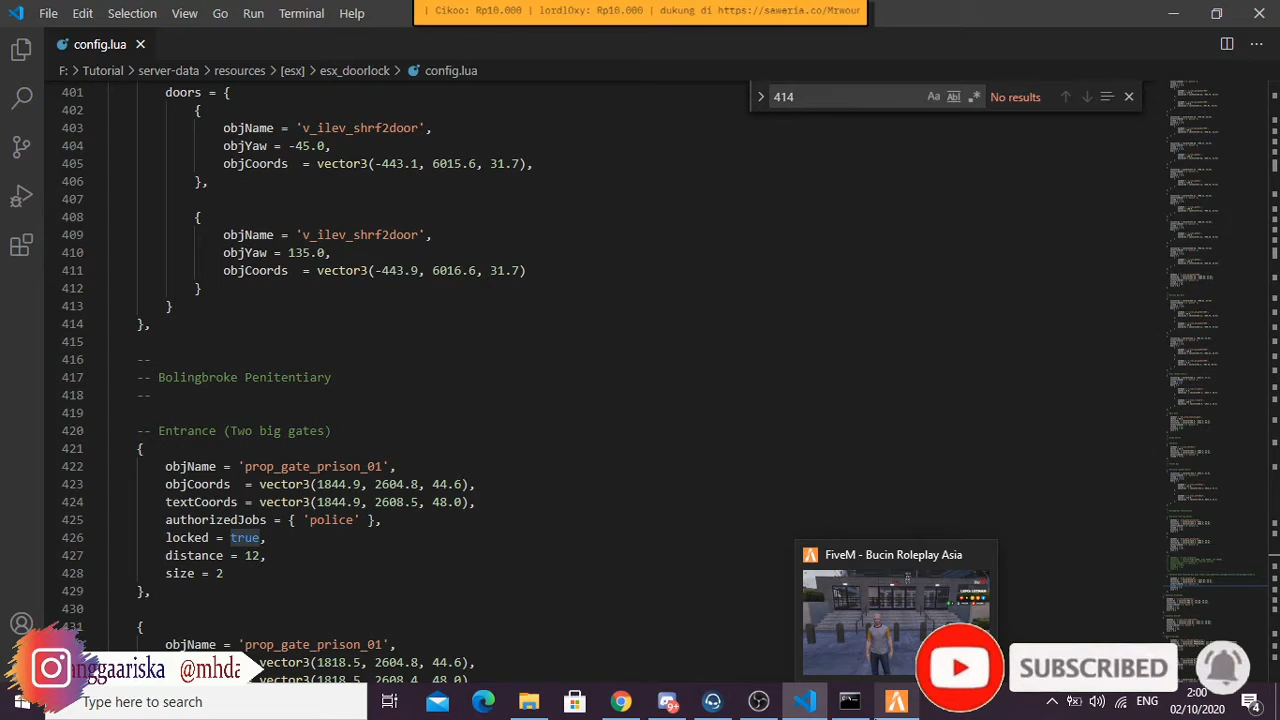 | Cikoo: Rp10.000 | lordlOxy: Rp10.000 | dukung di https://saweria.co/Mrwour
File Edit Selection View Go Run Terminal Help
config.lua
F: > Tutorial > server-data > resources > [esx] > esx_doorlock > config.lua
414
No results
401 doors = {
402 {
403 objName = 'v_ilev_shrf2door',
404 objYaw = -45.0,
405 objCoords = vector3(-443.1, 6015.6, 31.7),
406 },
407
408 {
409 objName = 'v_ilev_shrf2door',
410 objYaw = 135.0,
411 objCoords = vector3(-443.9, 6016.6, 31.7)
412 }
413 }
414 },
415
416 --
417 -- Bolingbroke Penitentiary
418 --
419
420 -- Entrance (Two big gates)
421 {
422 objName = 'prop_gate_prison_01',
423 objCoords = vector3(1844.9, 2604.8, 44.6),
424 textCoords = vector3(1844.9, 2608.5, 48.0),
425 authorizedJobs = { 'police' },
426 locked = true,
427 distance = 12,
428 size = 2
429 },
430
431 {
objName = 'prop_gate_prison_01'
vector3(1818.5, 2604.8, 44.6),
vector3(1818.4, 2608.4, 48.0),
FiveM - Bucin Roleplay Asia
nggaariska @mhda
SUBSCRIBED
Type here to search
ENG
2:00
02/10/2020
4